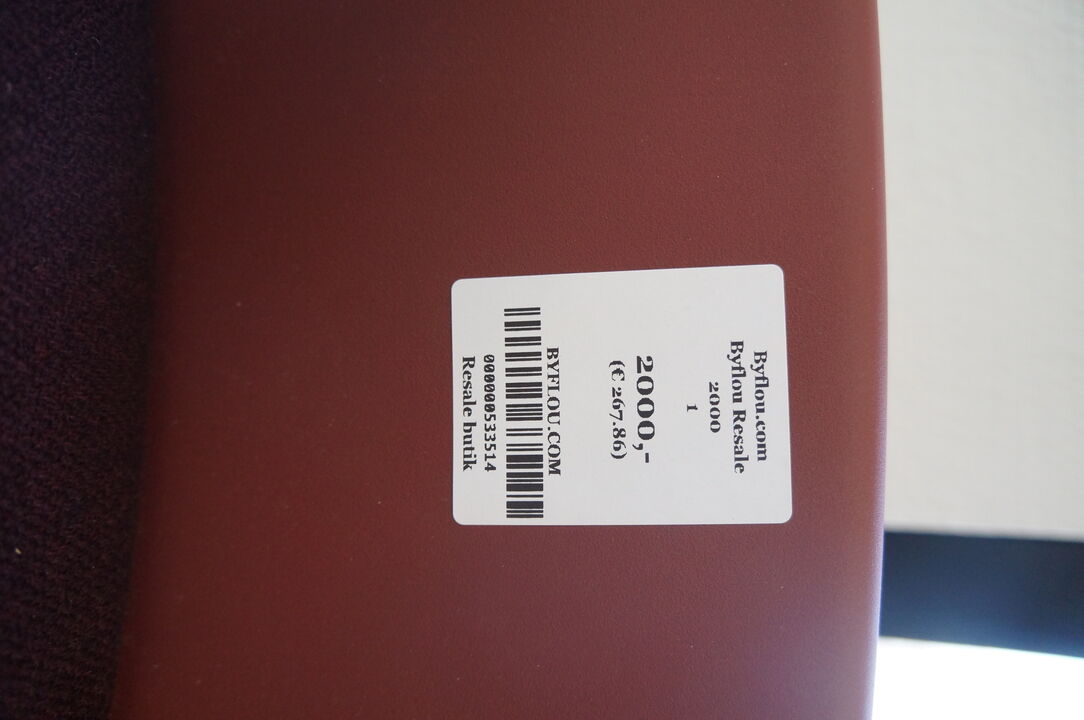 Byflou.com
Byflou Resale
2000
1
2000,-
(€ 267.86)
BYFLOU.COM
000000533514
Resale butik